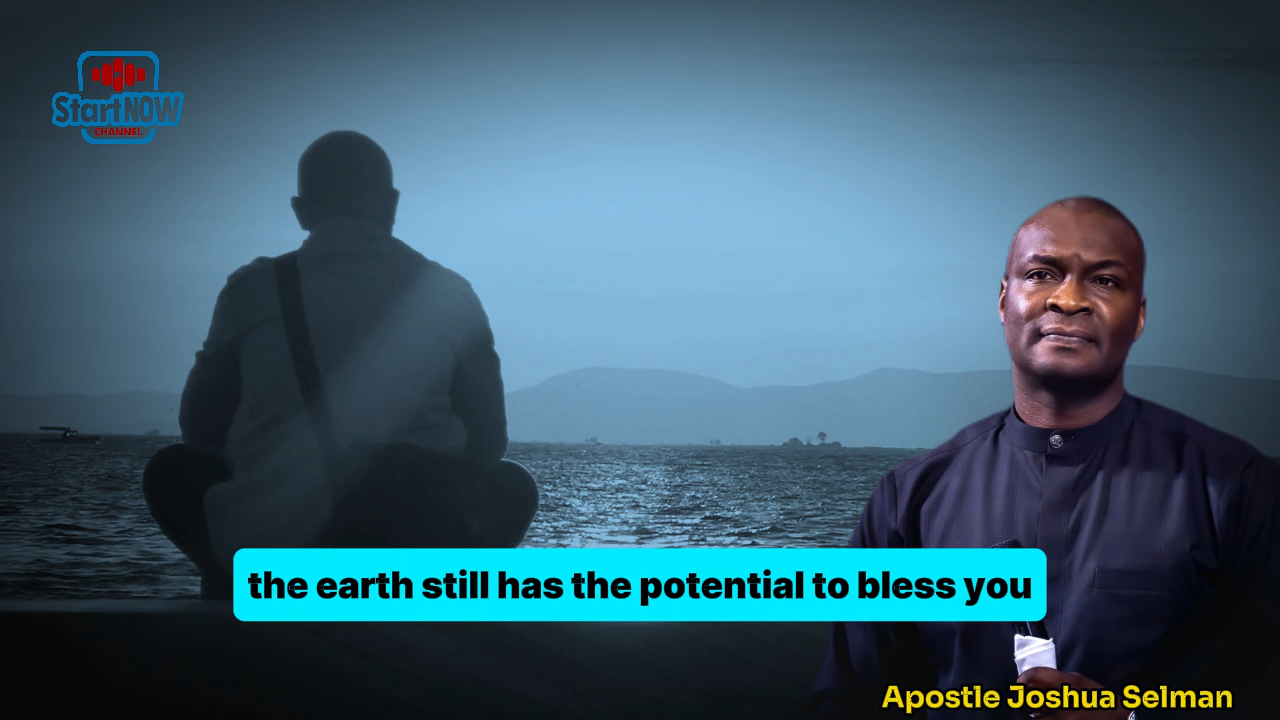 StartNOW
CHANNEL
the earth still has the potential to bless you
Apostle Joshua Selman